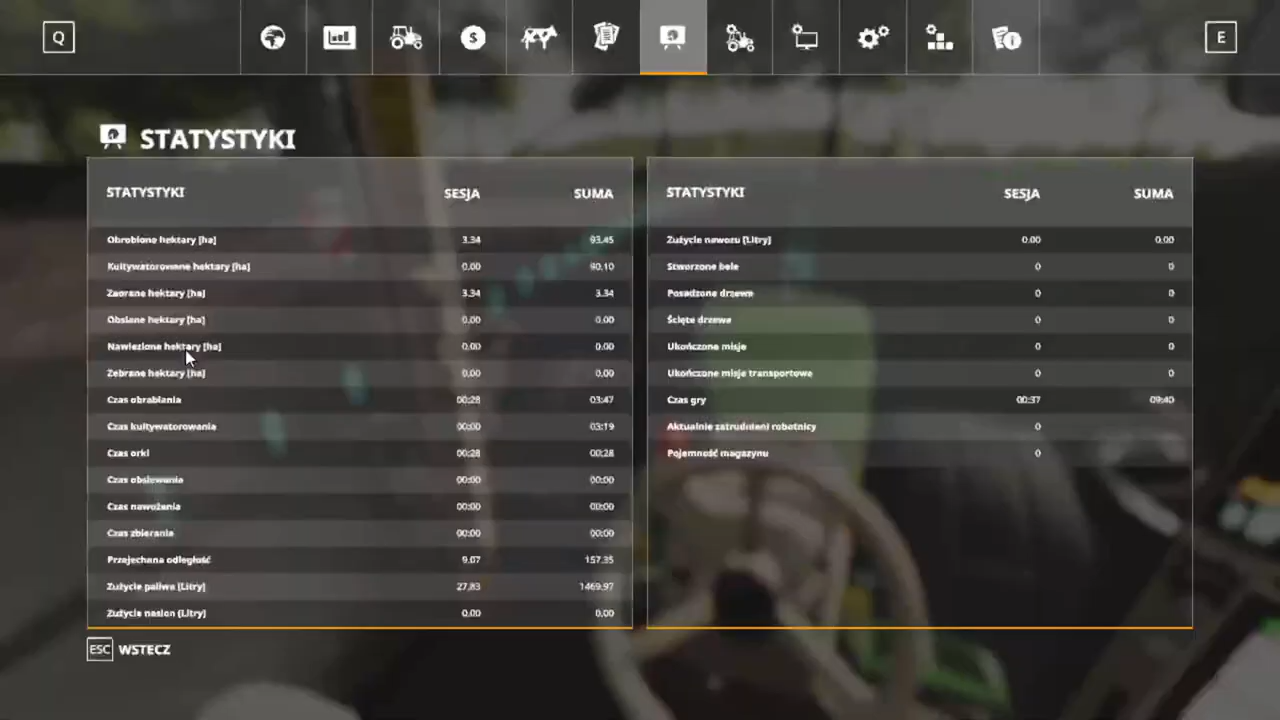 Q
E
STATYSTYKI
STATYSTYKI SESJA SUMA
Obrobione hektary [ha] 3.34 93.45
Kultywatorowane hektary [ha] 0.00 90.10
Zaorane hektary [ha] 3.34 3.34
Obsiane hektary [ha] 0.00 0.00
Nawiezione hektary [ha] 0.00 0.00
Zebrane hektary [ha] 0.00 0.00
Czas obrabiania 00:28 03:47
Czas kultywatorowania 00:00 03:19
Czas orki 00:28 00:28
Czas obsiewania 00:00 00:00
Czas nawożenia 00:00 00:00
Czas zbierania 00:00 00:00
Przejechana odległość 9.07 157.35
Zużycie paliwa [Litry] 27.83 1469.97
Zużycie nasion [Litry] 0.00 0.00
STATYSTYKI SESJA SUMA
Zużycie nawozu [Litry] 0.00 0.00
Stworzone bele 0 0
Posadzone drzewa 0 0
Ścięte drzewa 0 0
Ukończone misje 0 0
Ukończone misje transportowe 0 0
Czas gry 00:37 09:40
Aktualnie zatrudnieni robotnicy 0
Pojemność magazynu 0
ESC WSTECZ